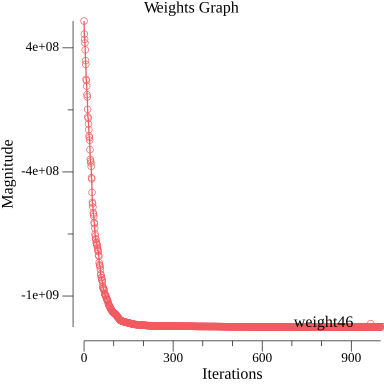 Weights Graph
4e+08
-4e+08
-1e+09
Magnitude
weight46
0
300
600
900
Iterations